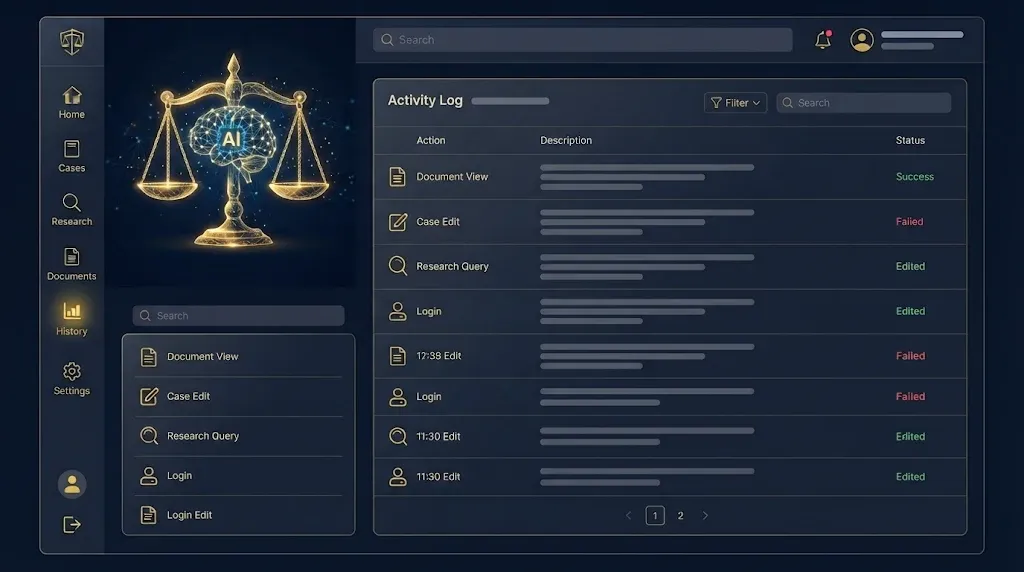 Home
Cases
Research
Documents
History
Settings
AI
Search
Document View
Case Edit
Research Query
Login
Login Edit
Search
Activity Log
Filter
Search
Action Description Status
Document View Success
Case Edit Failed
Research Query Edited
Login Edited
17:38 Edit Failed
Login Failed
11:30 Edit Edited
11:30 Edit Edited
1 2